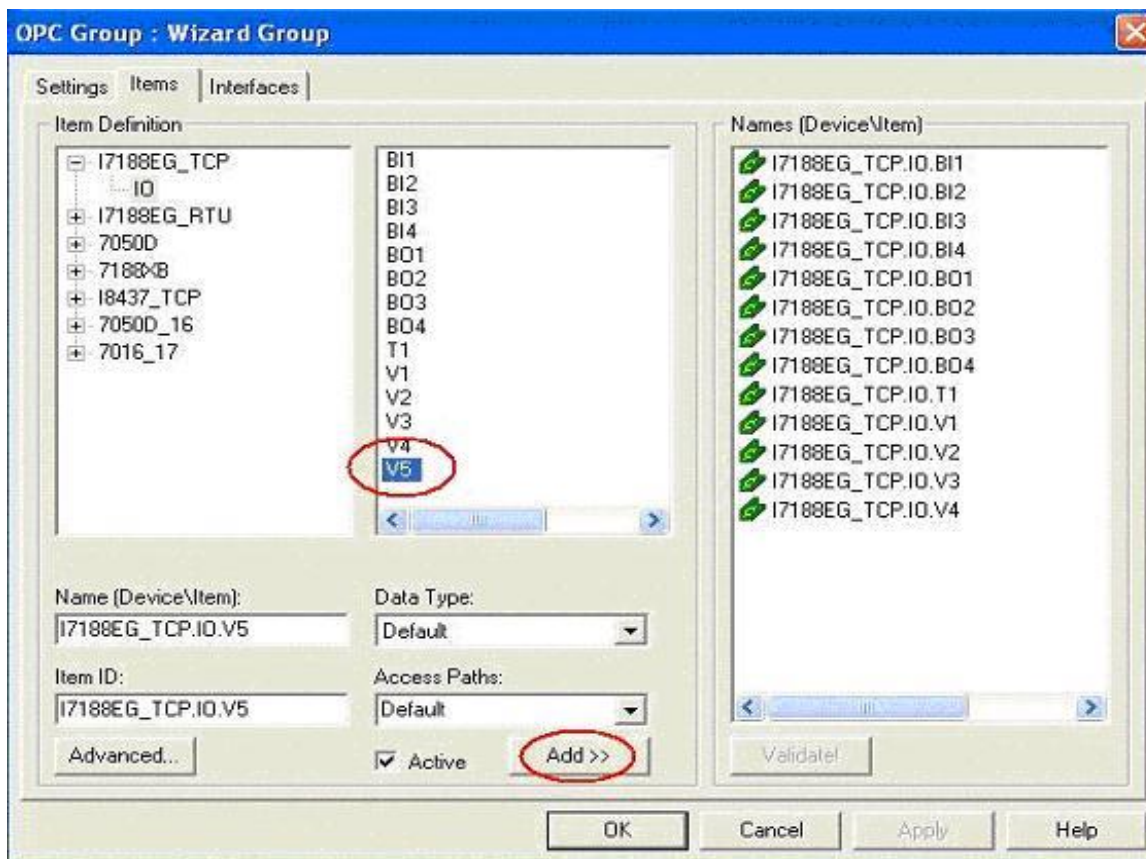 OPC Group : Wizard Group
Settings Items Interfaces
Item Definition
I7188EG_TCP
IO
I7188EG_RTU
7050D
7188XB
I8437_TCP
7050D_16
7016_17
BI1
BI2
BI3
BI4
BO1
BO2
BO3
BO4
T1
V1
V2
V3
V4
V5
Name (Device\Item):
I7188EG_TCP.IO.V5
Data Type:
Default
Item ID:
I7188EG_TCP.IO.V5
Access Paths:
Default
Advanced...
Active
Add >>
Names (Device\Item)
I7188EG_TCP.IO.BI1
I7188EG_TCP.IO.BI2
I7188EG_TCP.IO.BI3
I7188EG_TCP.IO.BI4
I7188EG_TCP.IO.BO1
I7188EG_TCP.IO.BO2
I7188EG_TCP.IO.BO3
I7188EG_TCP.IO.BO4
I7188EG_TCP.IO.T1
I7188EG_TCP.IO.V1
I7188EG_TCP.IO.V2
I7188EG_TCP.IO.V3
I7188EG_TCP.IO.V4
Validate!
OK Cancel Apply Help